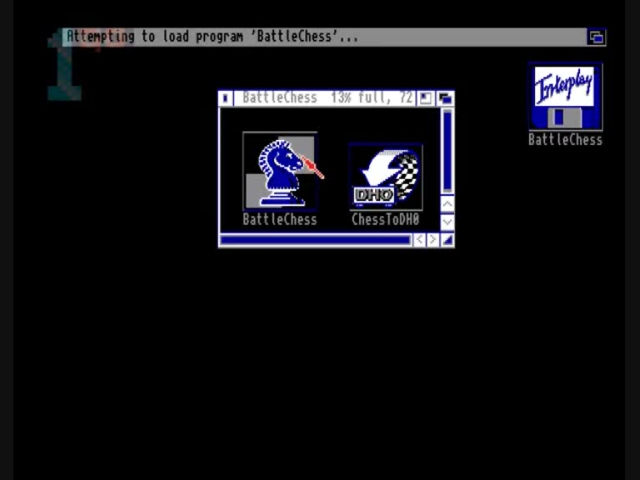 Attempting to load program 'BattleChess'...
BattleChess 13% full, 72
Interplay
BattleChess
DH0
BattleChess
ChessToDH0